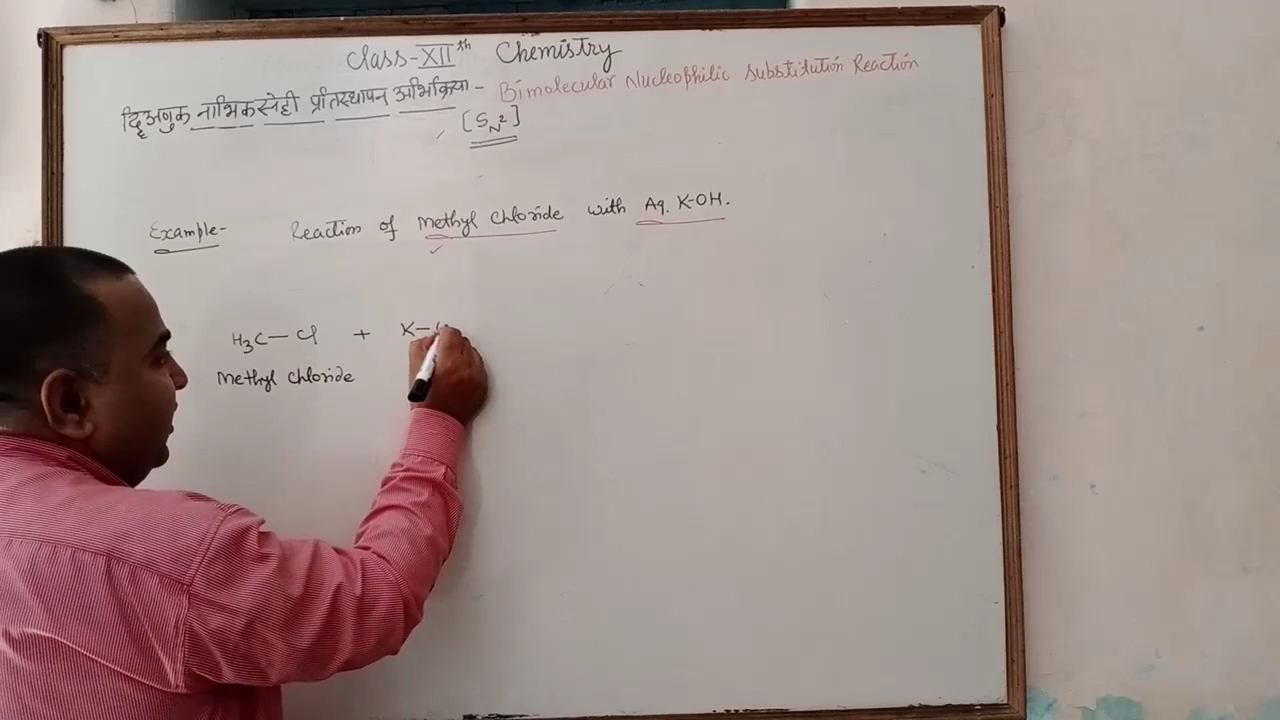 Class-XIIth Chemistry
द्विअणुक नाभिकस्नेही प्रतिस्थापन अभिक्रिया - Bimolecular Nucleophilic Substitution Reaction
[SN2]
Example- Reaction of Methyl Chloride with Aq. K-OH.
H3C-Cl + K-
Methyl Chloride